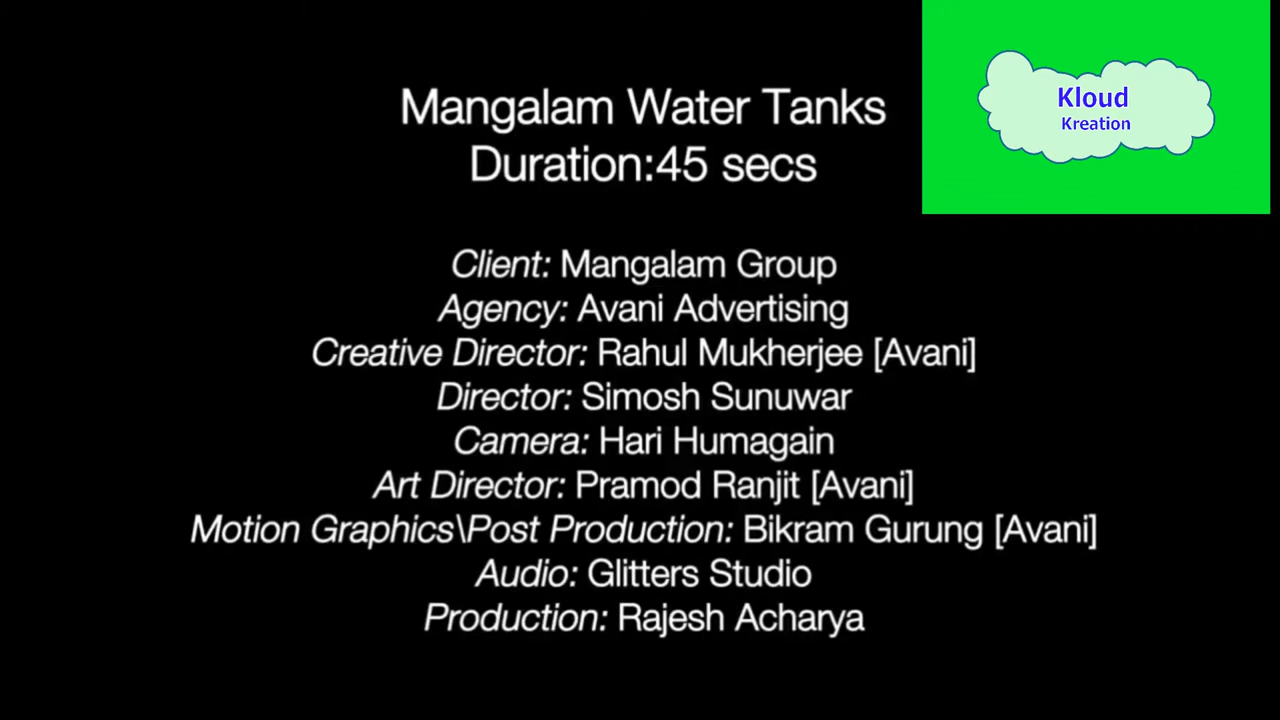 Mangalam Water Tanks
Duration:45 secs
Kloud
Kreation
Client: Mangalam Group
Agency: Avani Advertising
Creative Director: Rahul Mukherjee [Avani]
Director: Simosh Sunuwar
Camera: Hari Humagain
Art Director: Pramod Ranjit [Avani]
Motion Graphics\Post Production: Bikram Gurung [Avani]
Audio: Glitters Studio
Production: Rajesh Acharya